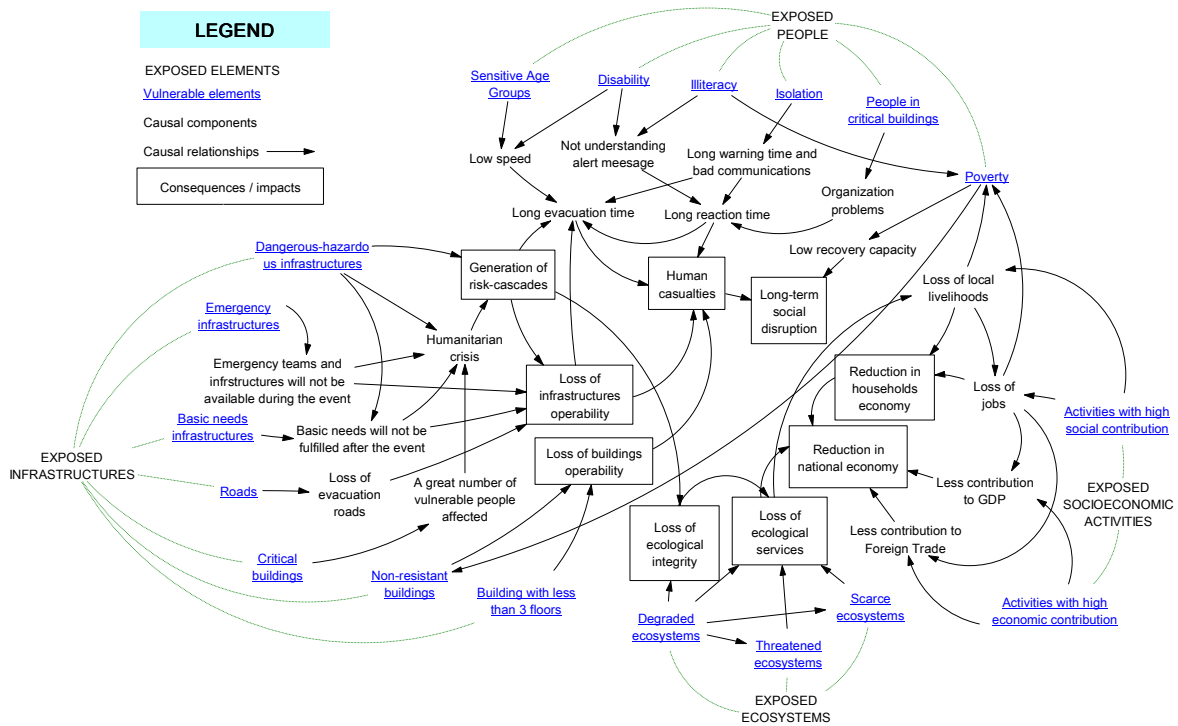 LEGEND
EXPOSED ELEMENTS
Vulnerable elements
Causal components
Causal relationships
Consequences / impacts
EXPOSED
PEOPLE
Sensitive Age
Groups
Disability
Illiteracy
Isolation
People in
critical buildings
Low speed
Not understanding
alert meesage
Long warning time and
bad communications
Organization
problems
Poverty
Long evacuation time
Long reaction time
Low recovery capacity
Dangerous-hazardo
us infrastructures
Generation of
risk-cascades
Human
casualties
Long-term
social
disruption
Loss of local
livelihoods
Emergency
infrastructures
Humanitarian
crisis
Emergency teams and
infrstructures will not be
available during the event
Loss of
infrastructures
operability
Reduction in
households
economy
Loss of
jobs
Activities with high
social contribution
Basic needs
infrastructures
Basic needs will not be
fulfilled after the event
Loss of buildings
operability
Reduction in
national economy
EXPOSED
INFRASTRUCTURES
Roads
Loss of
evacuation
roads
A great number of
vulnerable people
affected
Less contribution
to GDP
EXPOSED
SOCIOECONOMIC
ACTIVITIES
Loss of
ecological
integrity
Loss of
ecological
services
Less contribution to
Foreign Trade
Critical
buildings
Non-resistant
buildings
Building with less
than 3 floors
Degraded
ecosystems
Threatened
ecosystems
Scarce
ecosystems
Activities with high
economic contribution
EXPOSED
ECOSYSTEMS